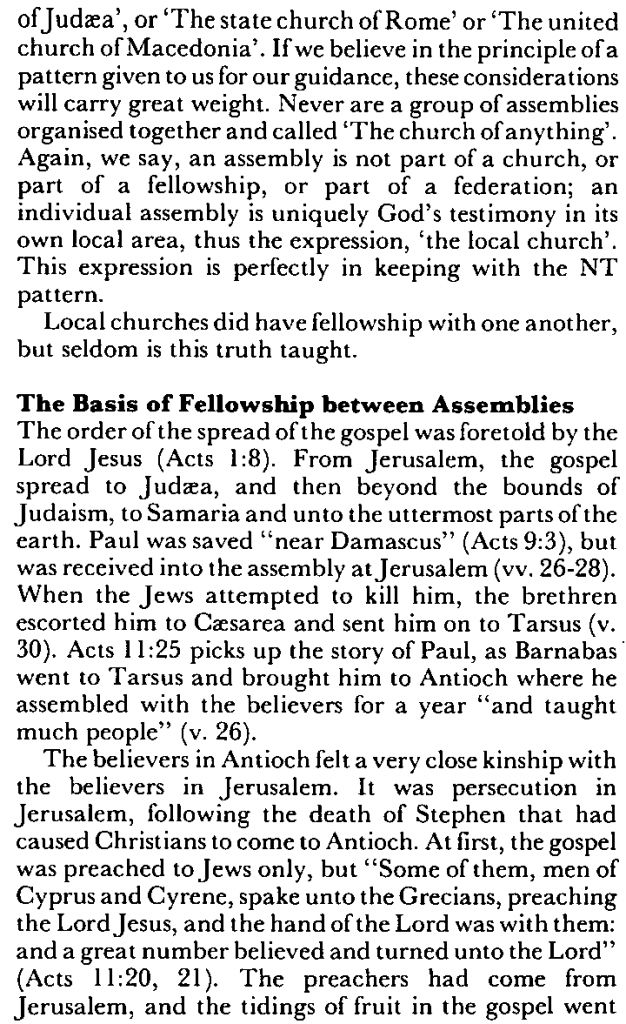 of Judæa’, or ‘The state church of Rome’ or ‘The united
church of Macedonia’. If we believe in the principle of a
pattern given to us for our guidance, these considerations
will carry great weight. Never are a group of assemblies
organised together and called ‘The church of anything’.
Again, we say, an assembly is not part of a church, or
part of a fellowship, or part of a federation; an
individual assembly is uniquely God’s testimony in its
own local area, thus the expression, ‘the local church’.
This expression is perfectly in keeping with the NT
pattern.
Local churches did have fellowship with one another,
but seldom is this truth taught.
The Basis of Fellowship between Assemblies
The order of the spread of the gospel was foretold by the
Lord Jesus (Acts 1:8). From Jerusalem, the gospel
spread to Judæa, and then beyond the bounds of
Judaism, to Samaria and unto the uttermost parts of the
earth. Paul was saved “near Damascus” (Acts 9:3), but
was received into the assembly at Jerusalem (vv. 26-28).
When the Jews attempted to kill him, the brethren
escorted him to Cæsarea and sent him on to Tarsus (v.
30). Acts 11:25 picks up the story of Paul, as Barnabas
went to Tarsus and brought him to Antioch where he
assembled with the believers for a year “and taught
much people” (v. 26).
The believers in Antioch felt a very close kinship with
the believers in Jerusalem. It was persecution in
Jerusalem, following the death of Stephen that had
caused Christians to come to Antioch. At first, the gospel
was preached to Jews only, but “Some of them, men of
Cyprus and Cyrene, spake unto the Grecians, preaching
the Lord Jesus, and the hand of the Lord was with them:
and a great number believed and turned unto the Lord”
(Acts 11:20, 21). The preachers had come from
Jerusalem, and the tidings of fruit in the gospel went